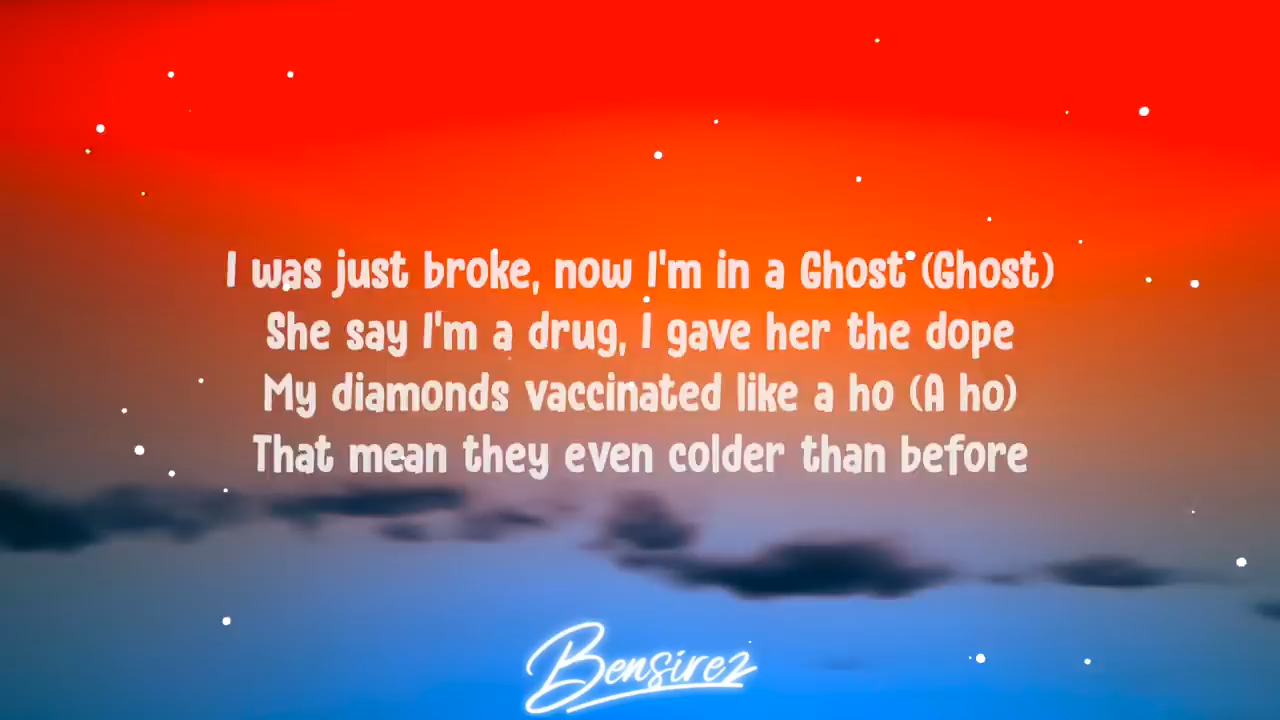 I was just broke, now I'm in a Ghost (Ghost)
She say I'm a drug, I gave her the dope
My diamonds vaccinated like a ho (A ho)
That mean they even colder than before
Bensirez